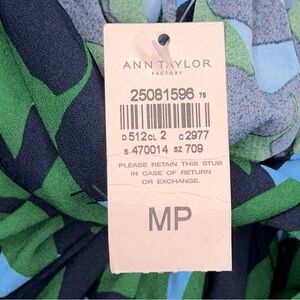 ANN TAYLOR
FACTORY
25081596 75
D 512 CL 2 C 2977
S 470014 SZ 709
PLEASE RETAIN THIS STUB
IN CASE OF RETURN
OR EXCHANGE.
MP